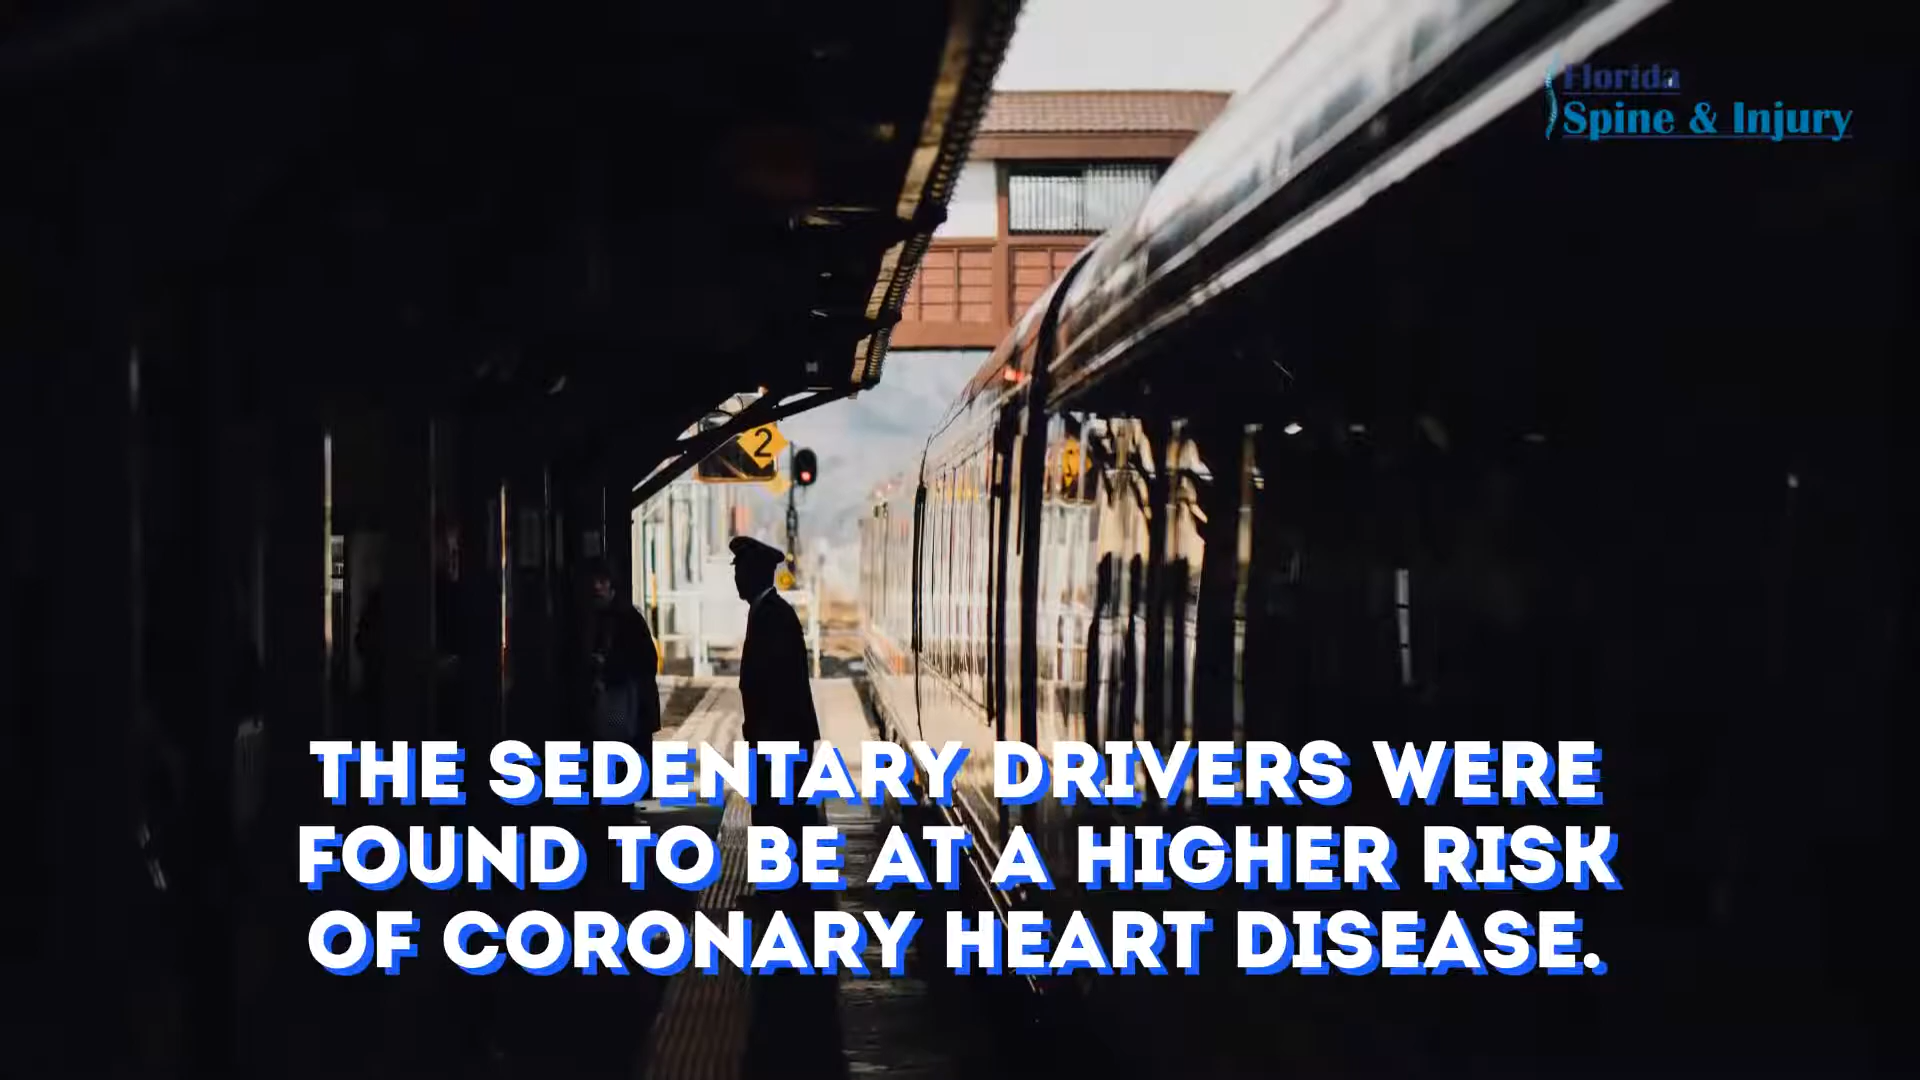 Florida
Spine & Injury
2
THE SEDENTARY DRIVERS WERE
FOUND TO BE AT A HIGHER RISK
OF CORONARY HEART DISEASE.